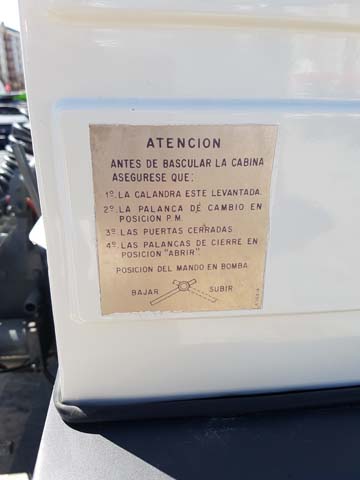 ATENCION
ANTES DE BASCULAR LA CABINA
ASEGURESE QUE:
1º. LA CALANDRA ESTE LEVANTADA.
2º. LA PALANCA DE CAMBIO EN
POSICION P.M.
3º. LAS PUERTAS CERRADAS
4º. LAS PALANCAS DE CIERRE EN
POSICION "ABRIR".
POSICION DEL MANDO EN BOMBA
BAJAR SUBIR